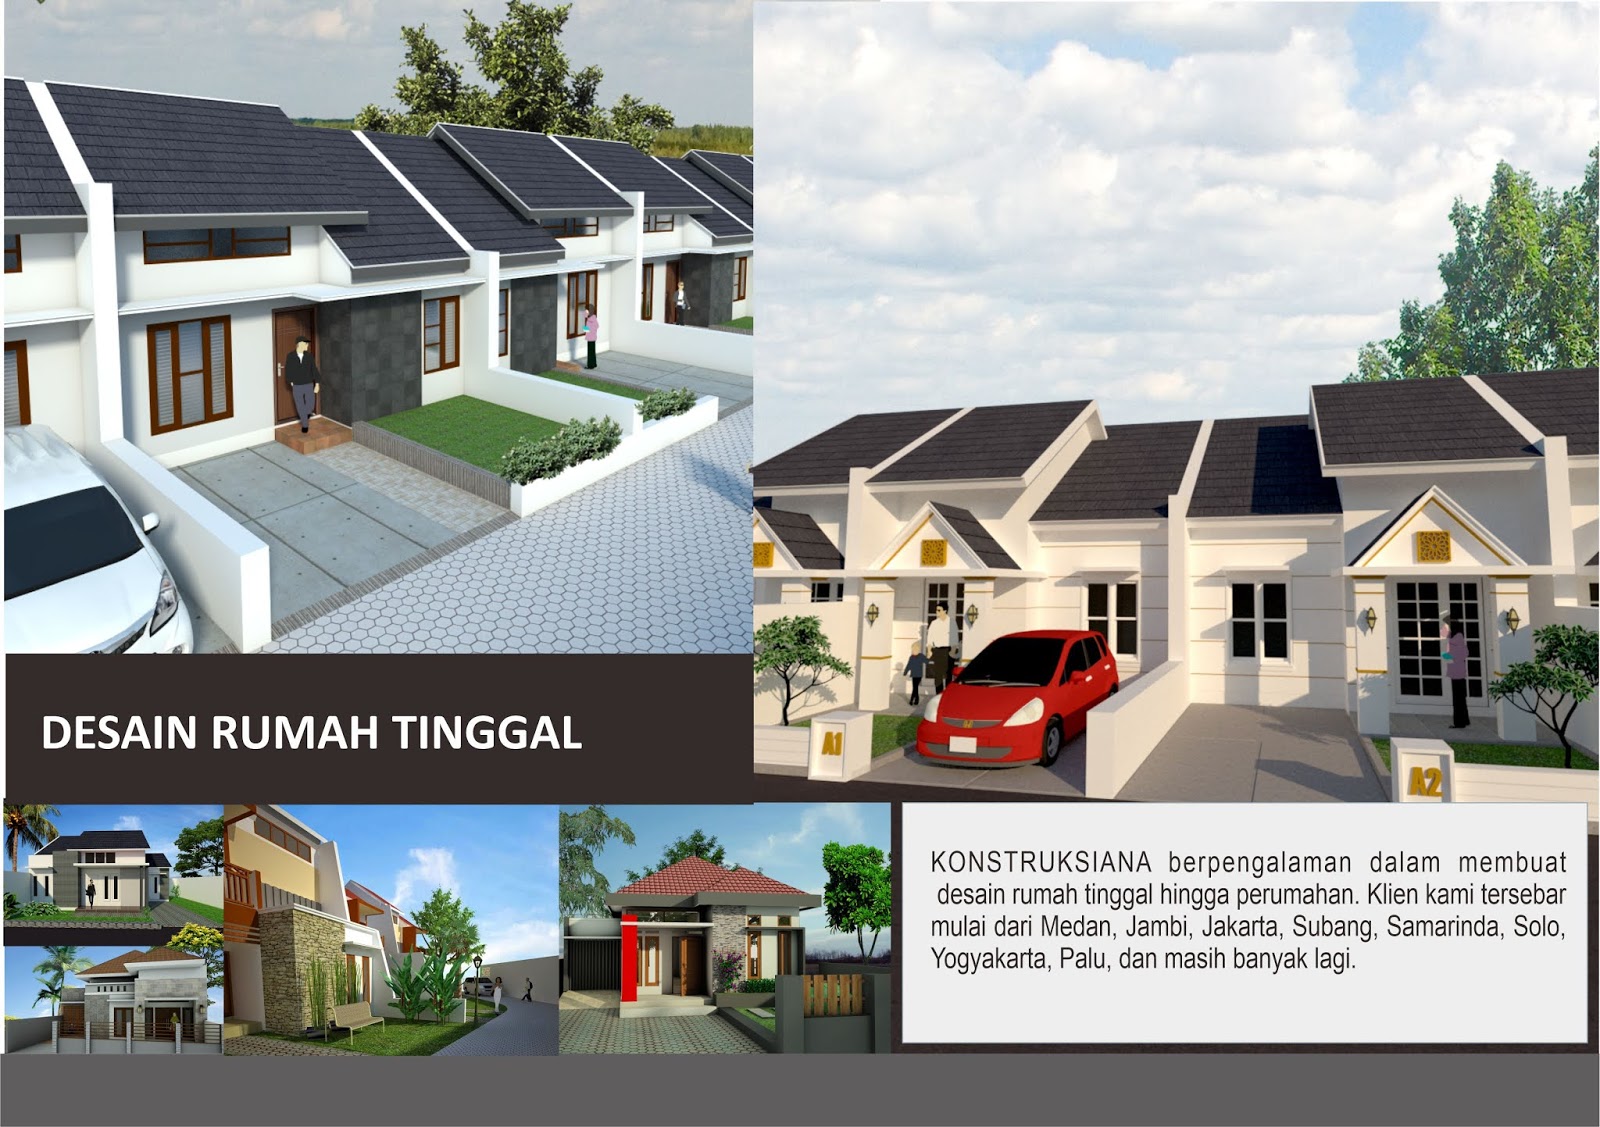 DESAIN RUMAH TINGGAL
A1
A2
KONSTRUKSIANA berpengalaman dalam membuat
desain rumah tinggal hingga perumahan. Klien kami tersebar
mulai dari Medan, Jambi, Jakarta, Subang, Samarinda, Solo,
Yogyakarta, Palu, dan masih banyak lagi.